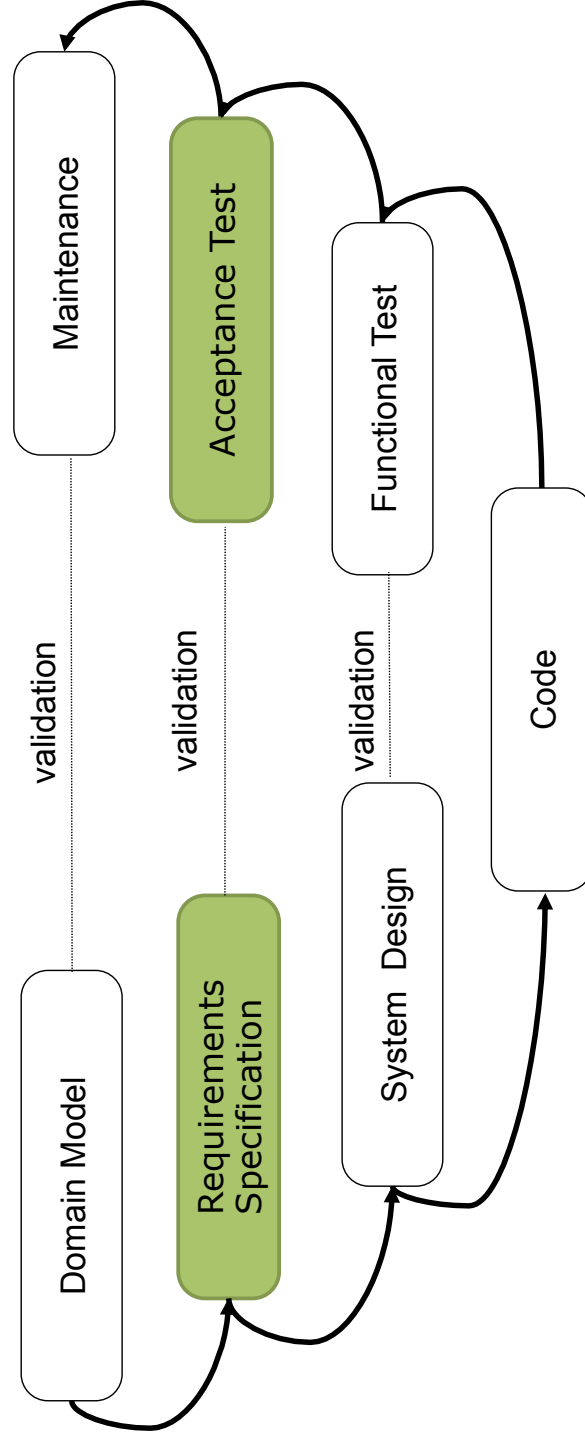 Domain Model
validation
Maintenance
Requirements
Specification
validation
Acceptance Test
System Design
validation
Functional Test
Code